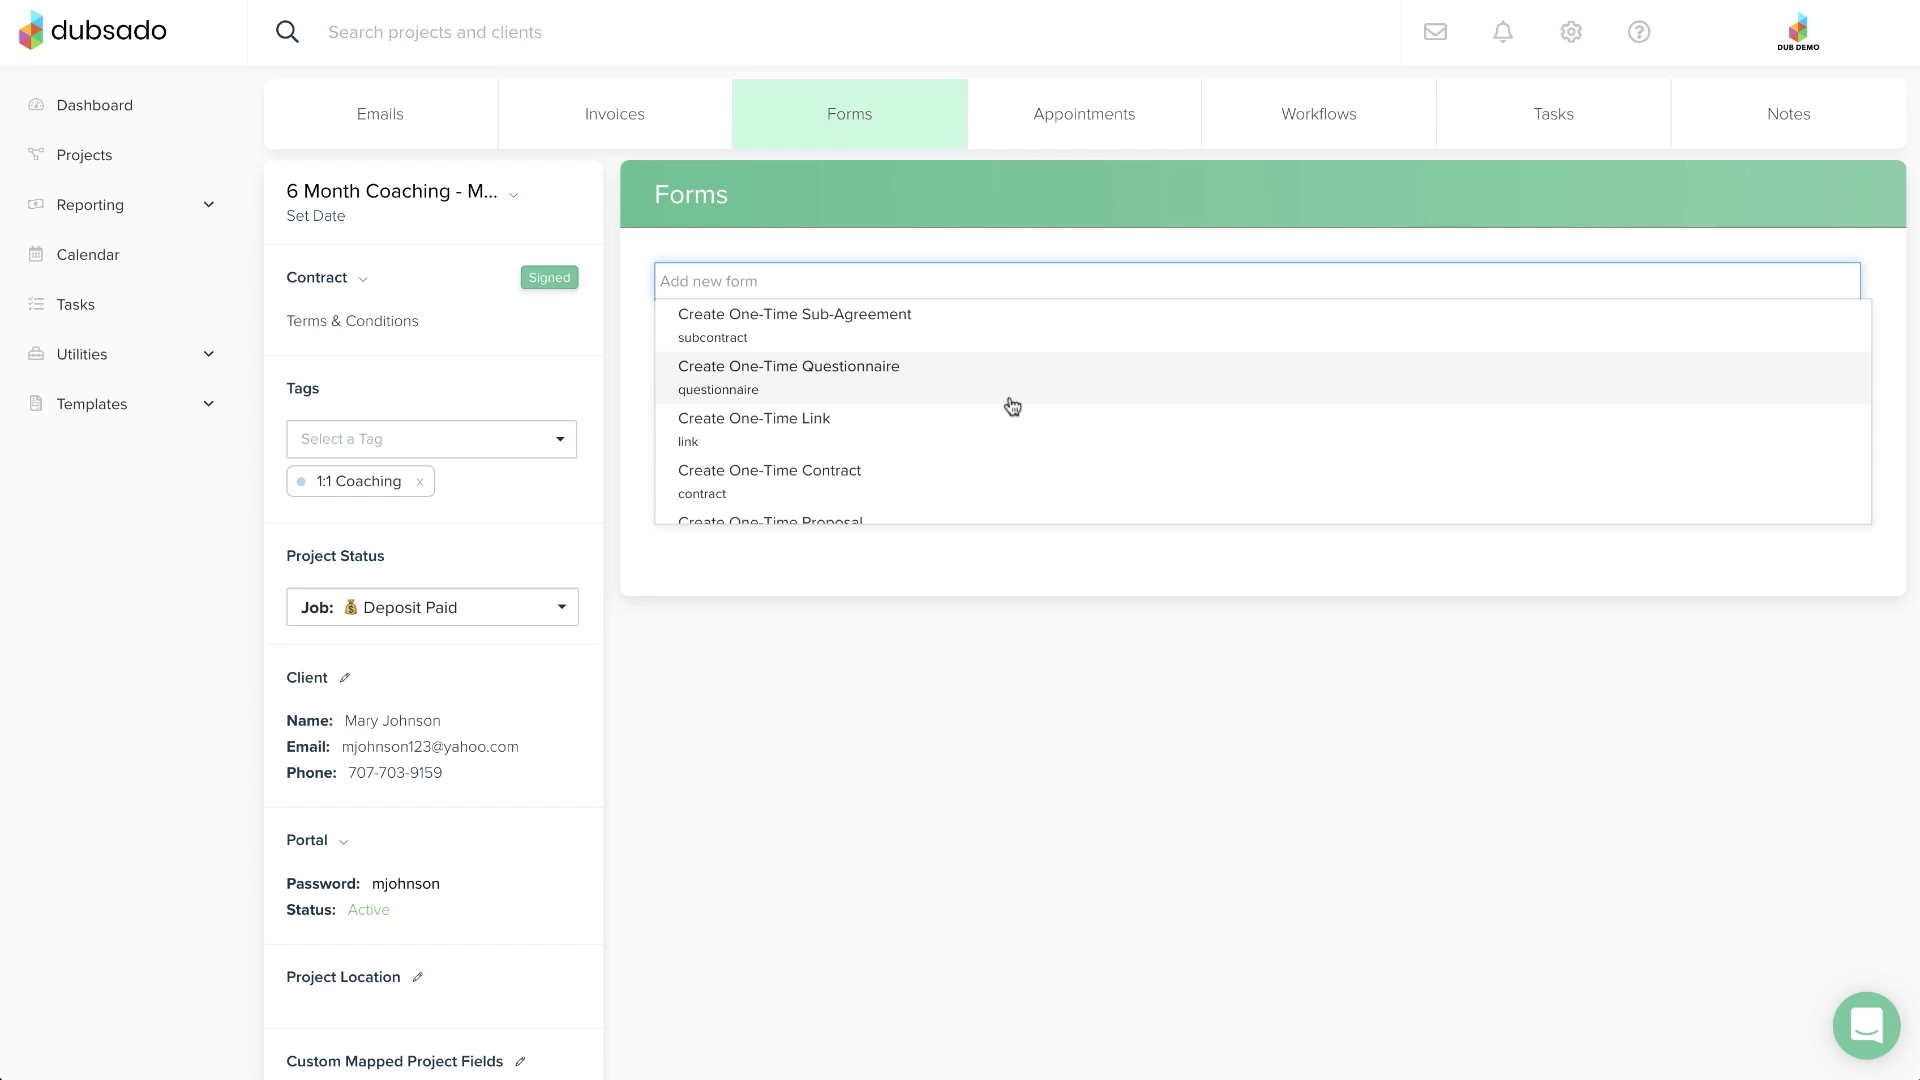 dubsado
Search projects and clients
DUB DEMO
Dashboard
Projects
Reporting
Calendar
Tasks
Utilities
Templates
Emails
Invoices
Forms
Appointments
Workflows
Tasks
Notes
6 Month Coaching - M...
Set Date
Contract
Signed
Terms & Conditions
Tags
Select a Tag
1:1 Coaching x
Project Status
Job: 💰 Deposit Paid
Client
Name: Mary Johnson
Email: mjohnson123@yahoo.com
Phone: 707-703-9159
Portal
Password: mjohnson
Status: Active
Project Location
Custom Mapped Project Fields
Forms
Add new form
Create One-Time Sub-Agreement
subcontract
Create One-Time Questionnaire
questionnaire
Create One-Time Link
link
Create One-Time Contract
contract
Create One-Time Proposal